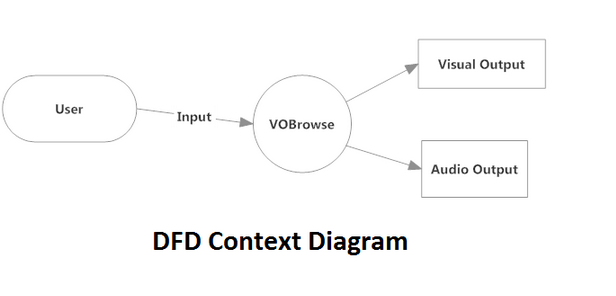 User
Input
VOBrowse
Visual Output
Audio Output
DFD Context Diagram